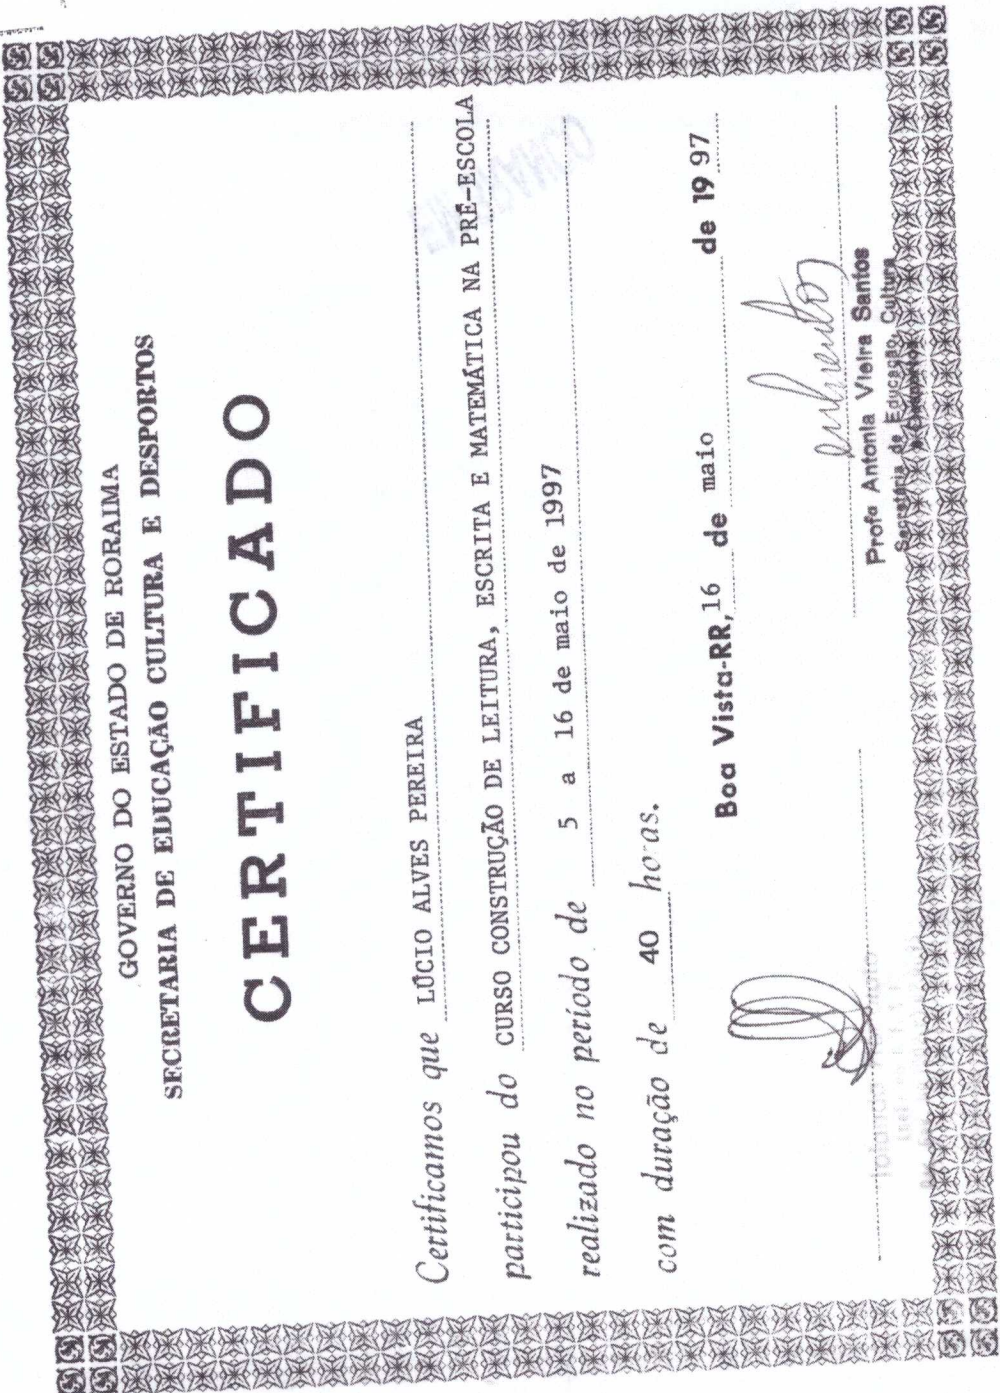 GOVERNO DO ESTADO DE RORAIMA
SECRETARIA DE EDUCAÇÃO CULTURA E DESPORTOS
CERTIFICADO
Certificamos que LÚCIO ALVES PEREIRA
participou do CURSO CONSTRUÇÃO DE LEITURA, ESCRITA E MATEMÁTICA NA PRÉ-ESCOLA
realizado no período de 5 a 16 de maio de 1997
com duração de 40 horas.
Boa Vista-RR, 16 de maio de 1997
Profª Antonia Vieira Santos
Secretária de Educação, Cultura
e Desportos